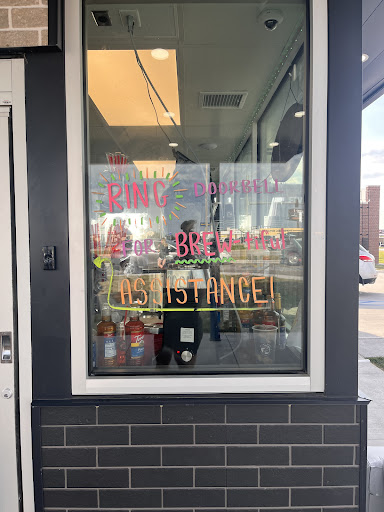 RING DOORBELL
FOR BREW-tiful
ASSISTANCE!